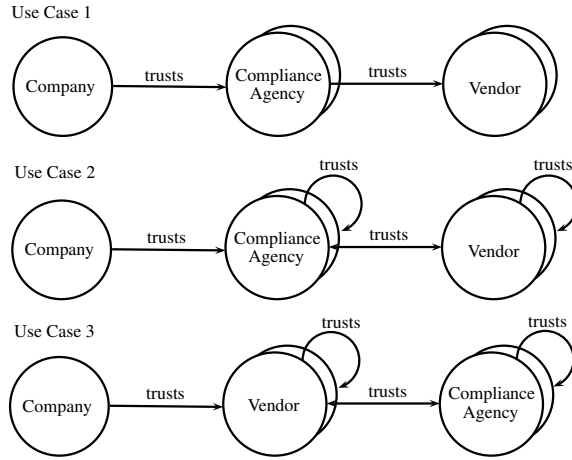 Use Case 1
Company
trusts
Compliance
Agency
trusts
Vendor
Use Case 2
Company
trusts
Compliance
Agency
trusts
trusts
Vendor
trusts
Use Case 3
Company
trusts
Vendor
trusts
trusts
Compliance
Agency
trusts